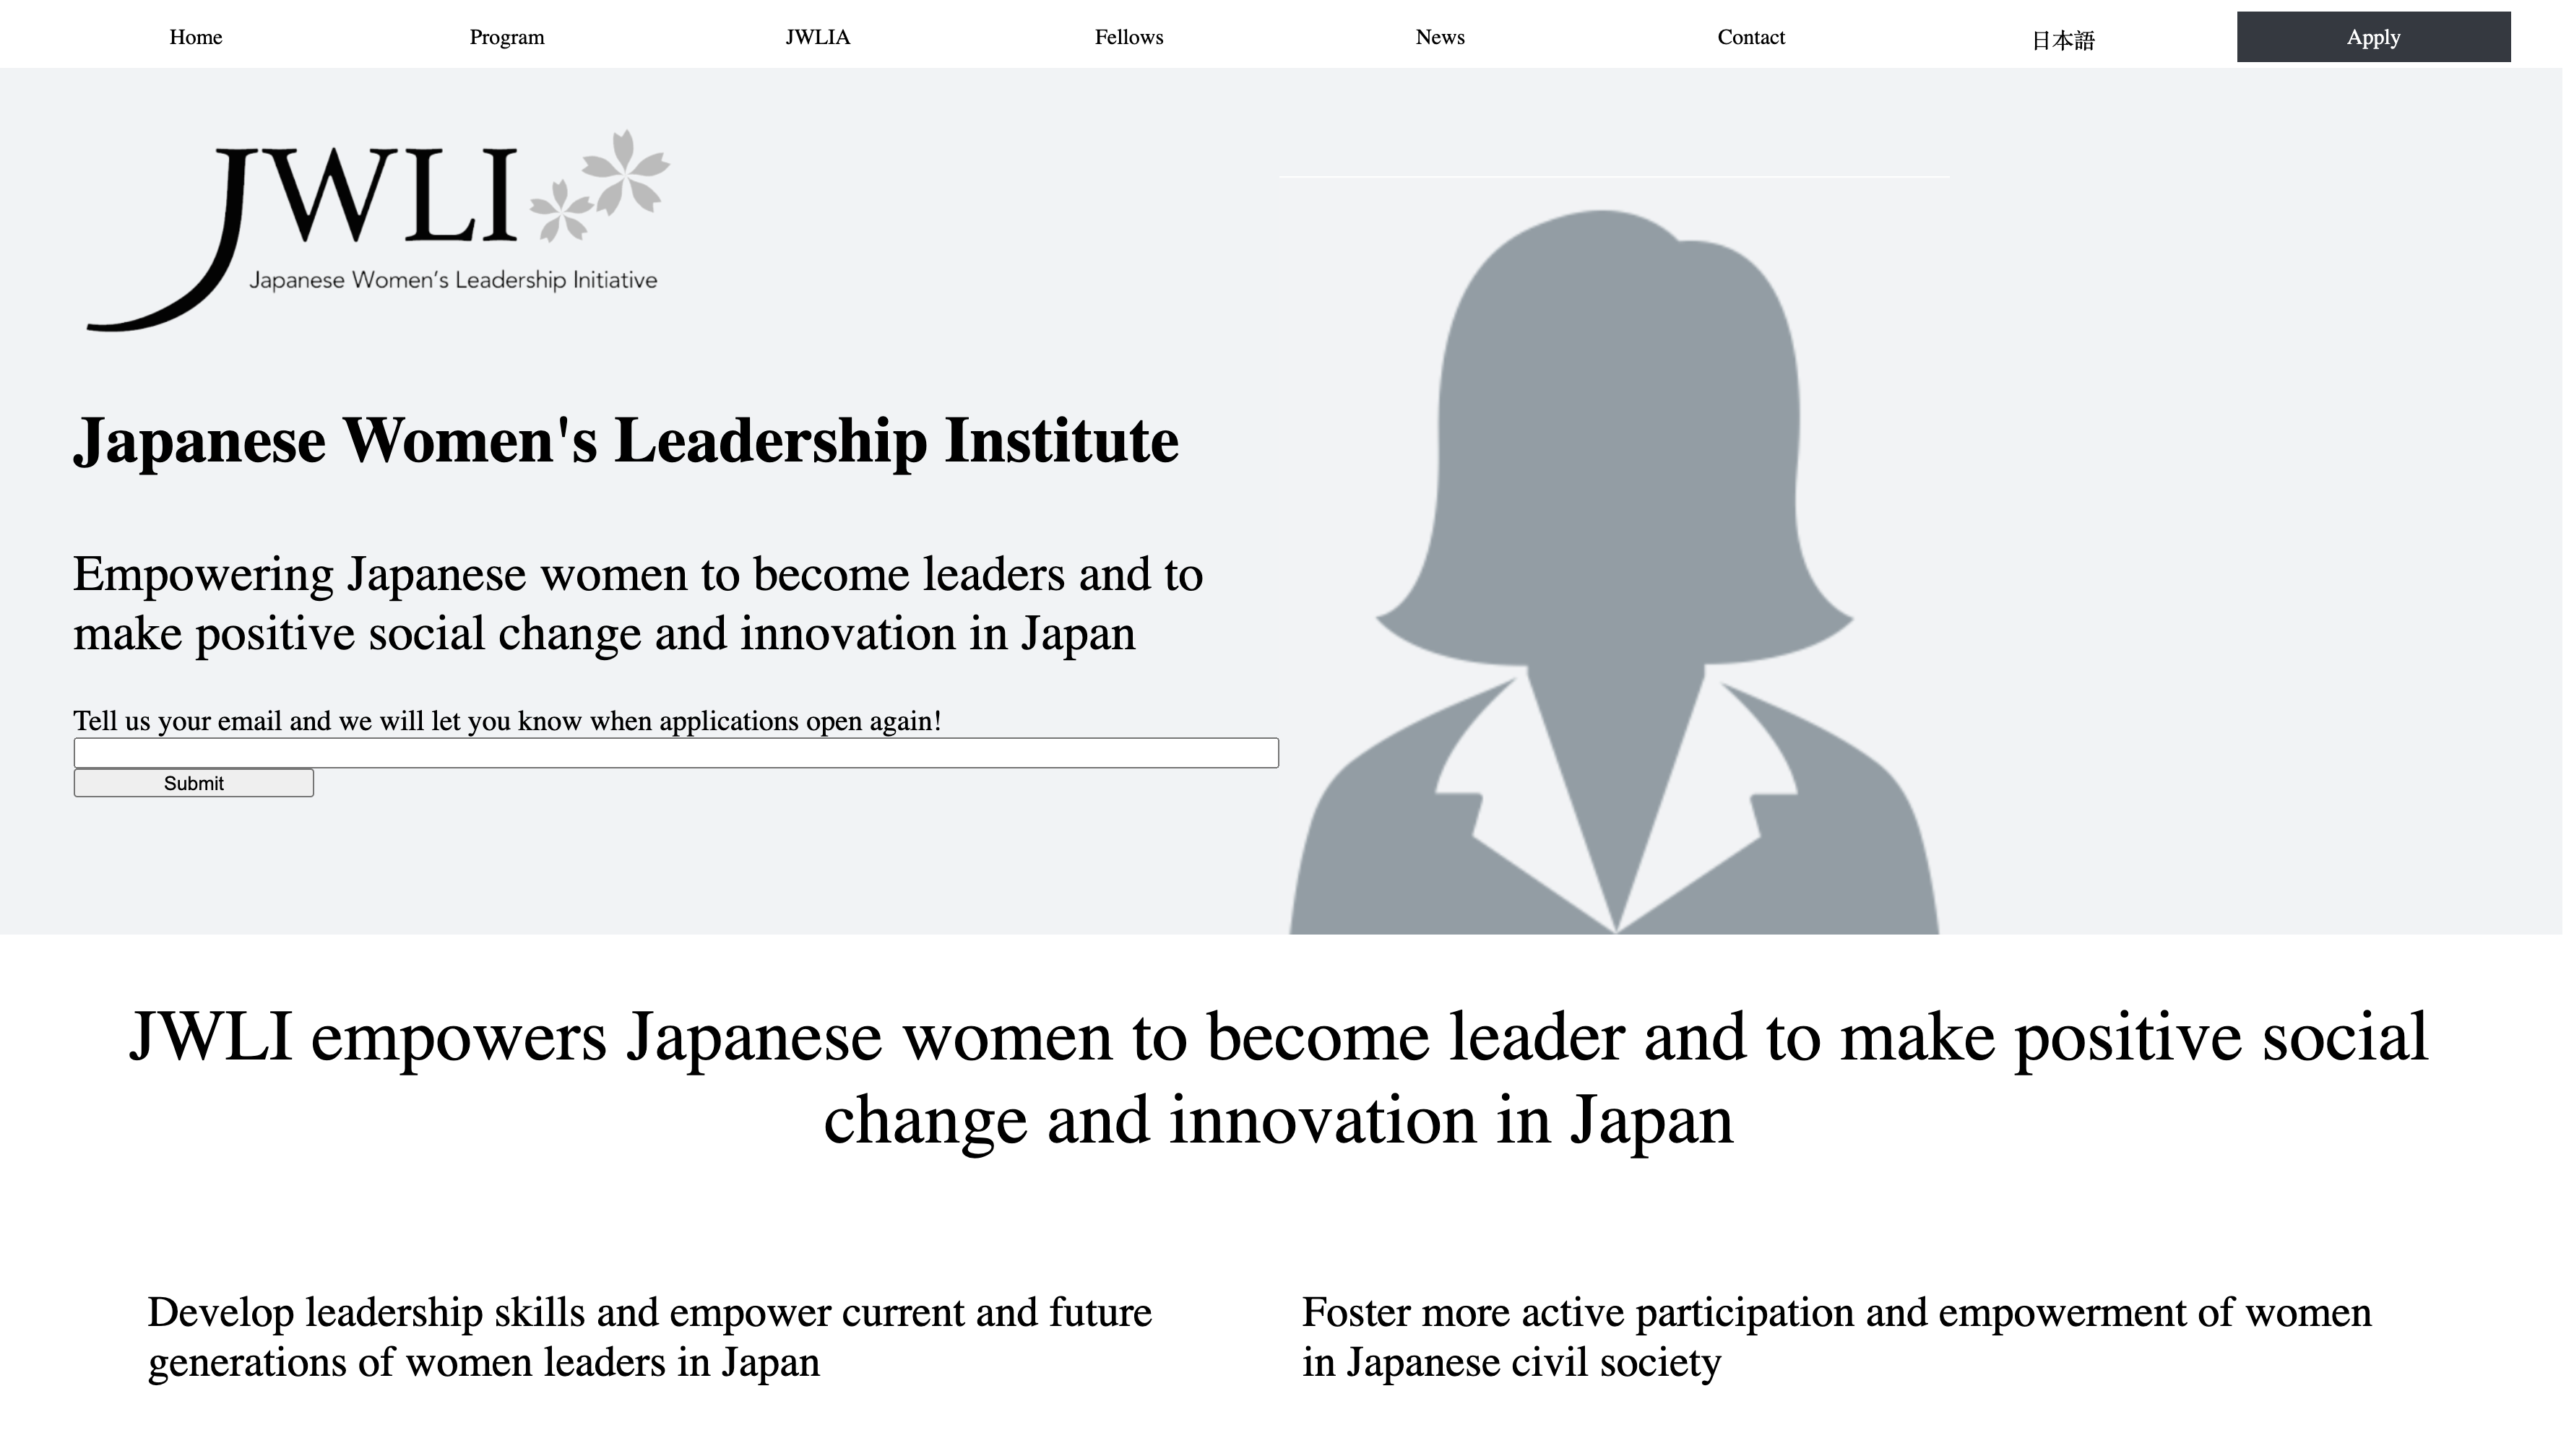 Home
Program
JWLIA
Fellows
News
Contact
日本語
Apply
JWLI
Japanese Women's Leadership Initiative
Japanese Women's Leadership Institute
Empowering Japanese women to become leaders and to
make positive social change and innovation in Japan
Tell us your email and we will let you know when applications open again!
Submit
JWLI empowers Japanese women to become leader and to make positive social
change and innovation in Japan
Develop leadership skills and empower current and future
generations of women leaders in Japan
Foster more active participation and empowerment of women
in Japanese civil society